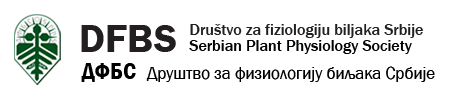 DFBS Društvo za fiziologiju biljaka Srbije
Serbian Plant Physiology Society
ДФБС Друштво за физиологију биљака Србије